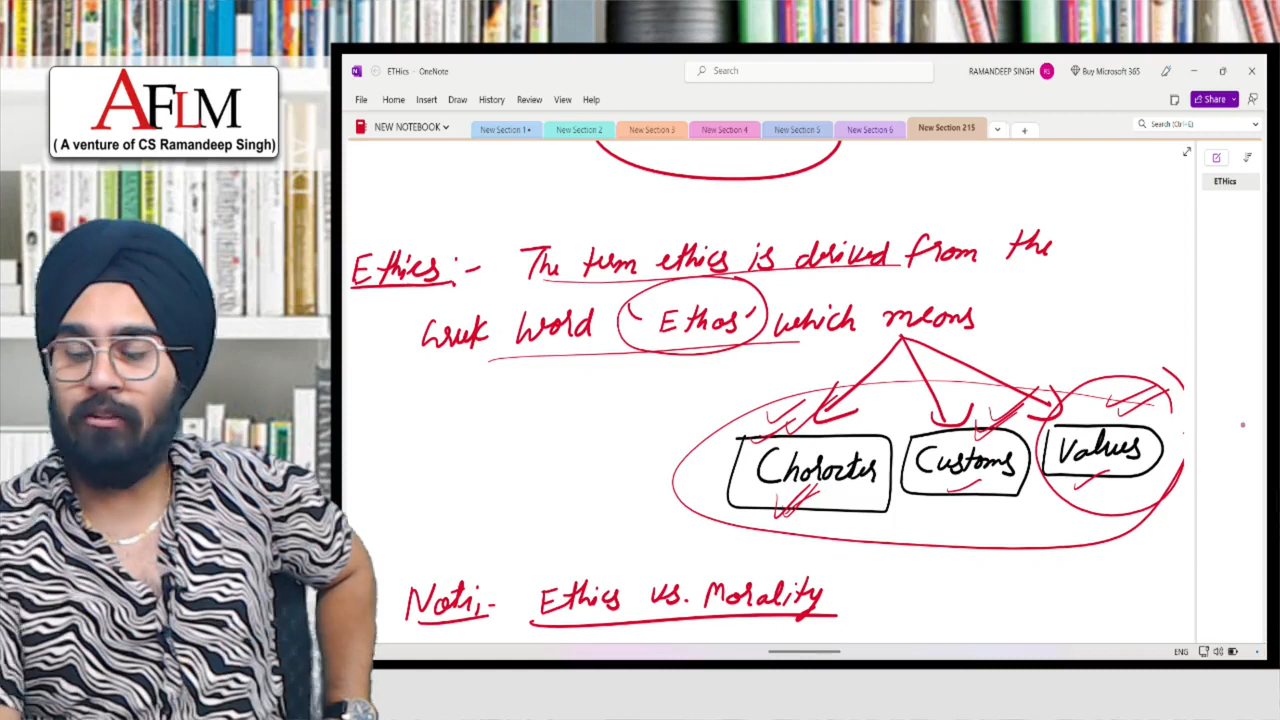 AFLM
( A venture of CS Ramandeep Singh)
ETHics - OneNote
Search
RAMANDEEP SINGH
RS
Buy Microsoft 365
File Home Insert Draw History Review View Help
Share
NEW NOTEBOOK
New Section 1
New Section 2
New Section 3
New Section 4
New Section 5
New Section 6
New Section 215
+
Search (Ctrl+E)
ETHics
Ethics:- The term ethics is derived from the
Greek Word 'Ethos' which means
Character
Customs
Values
Note:- Ethics vs. Morality
ENG